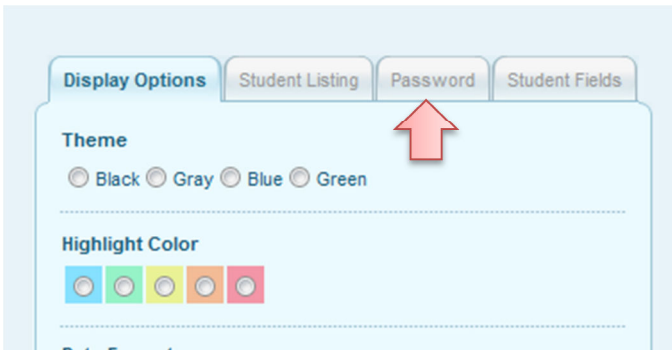 Display Options Student Listing Password Student Fields
Theme
Black Gray Blue Green
Highlight Color